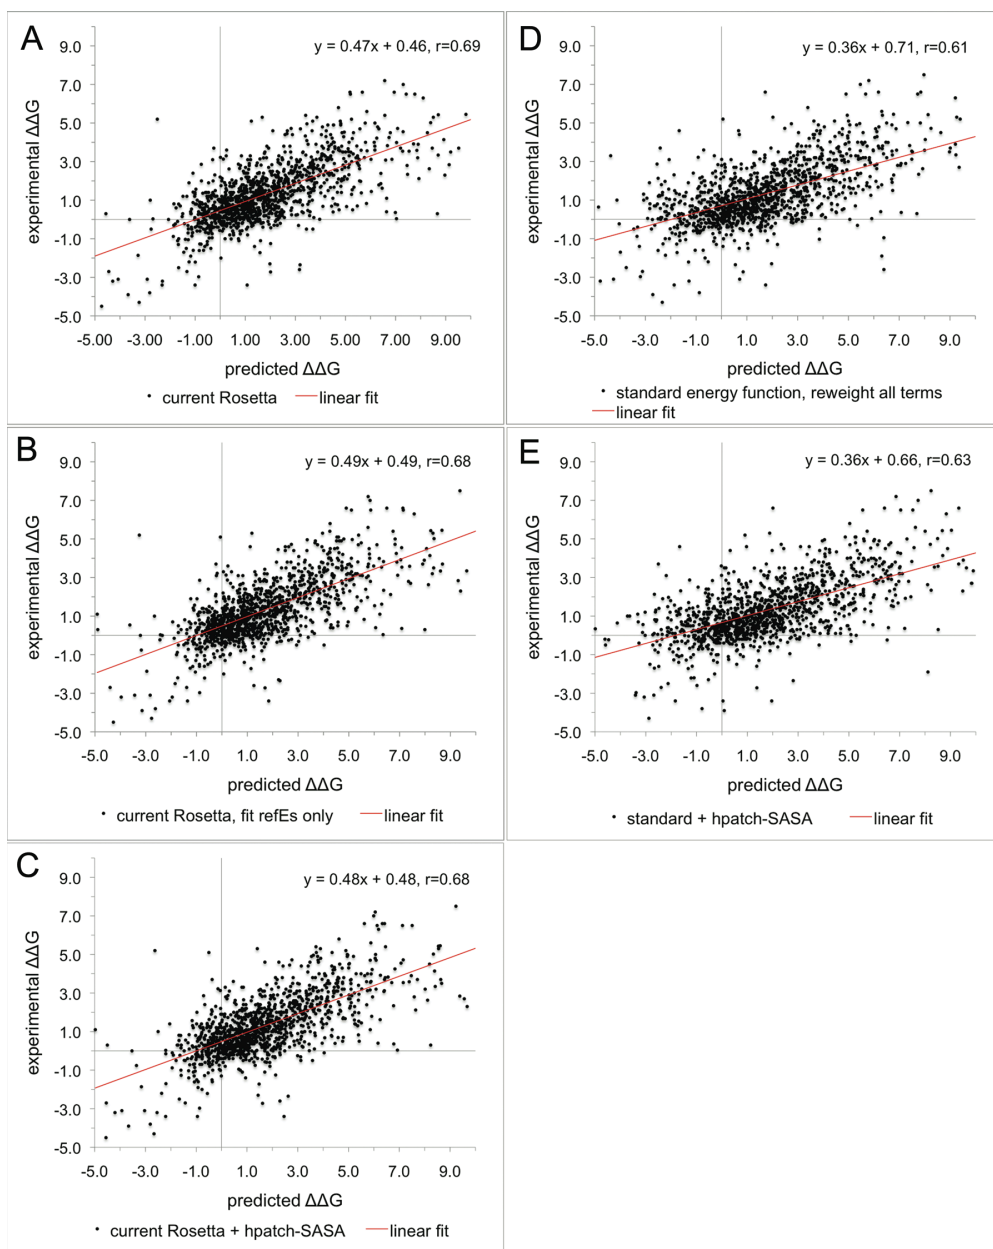 A
y = 0.47x + 0.46, r=0.69
experimental ΔΔG
9.0
7.0
5.0
3.0
1.0
-1.0
-3.0
-5.0
-5.00 -3.00 -1.00 1.00 3.00 5.00 7.00 9.00
predicted ΔΔG
current Rosetta linear fit
B
y = 0.49x + 0.49, r=0.68
experimental ΔΔG
9.0
7.0
5.0
3.0
1.0
-1.0
-3.0
-5.0
-5.0 -3.0 -1.0 1.0 3.0 5.0 7.0 9.0
predicted ΔΔG
current Rosetta, fit refEs only linear fit
C
y = 0.48x + 0.48, r=0.68
experimental ΔΔG
9.0
7.0
5.0
3.0
1.0
-1.0
-3.0
-5.0
-5.0 -3.0 -1.0 1.0 3.0 5.0 7.0 9.0
predicted ΔΔG
current Rosetta + hpatch-SASA linear fit
D
y = 0.36x + 0.71, r=0.61
experimental ΔΔG
9.0
7.0
5.0
3.0
1.0
-1.0
-3.0
-5.0
-5.0 -3.0 -1.0 1.0 3.0 5.0 7.0 9.0
predicted ΔΔG
standard energy function, reweight all terms
linear fit
E
y = 0.36x + 0.66, r=0.63
experimental ΔΔG
9.0
7.0
5.0
3.0
1.0
-1.0
-3.0
-5.0
-5.0 -3.0 -1.0 1.0 3.0 5.0 7.0 9.0
predicted ΔΔG
standard + hpatch-SASA linear fit